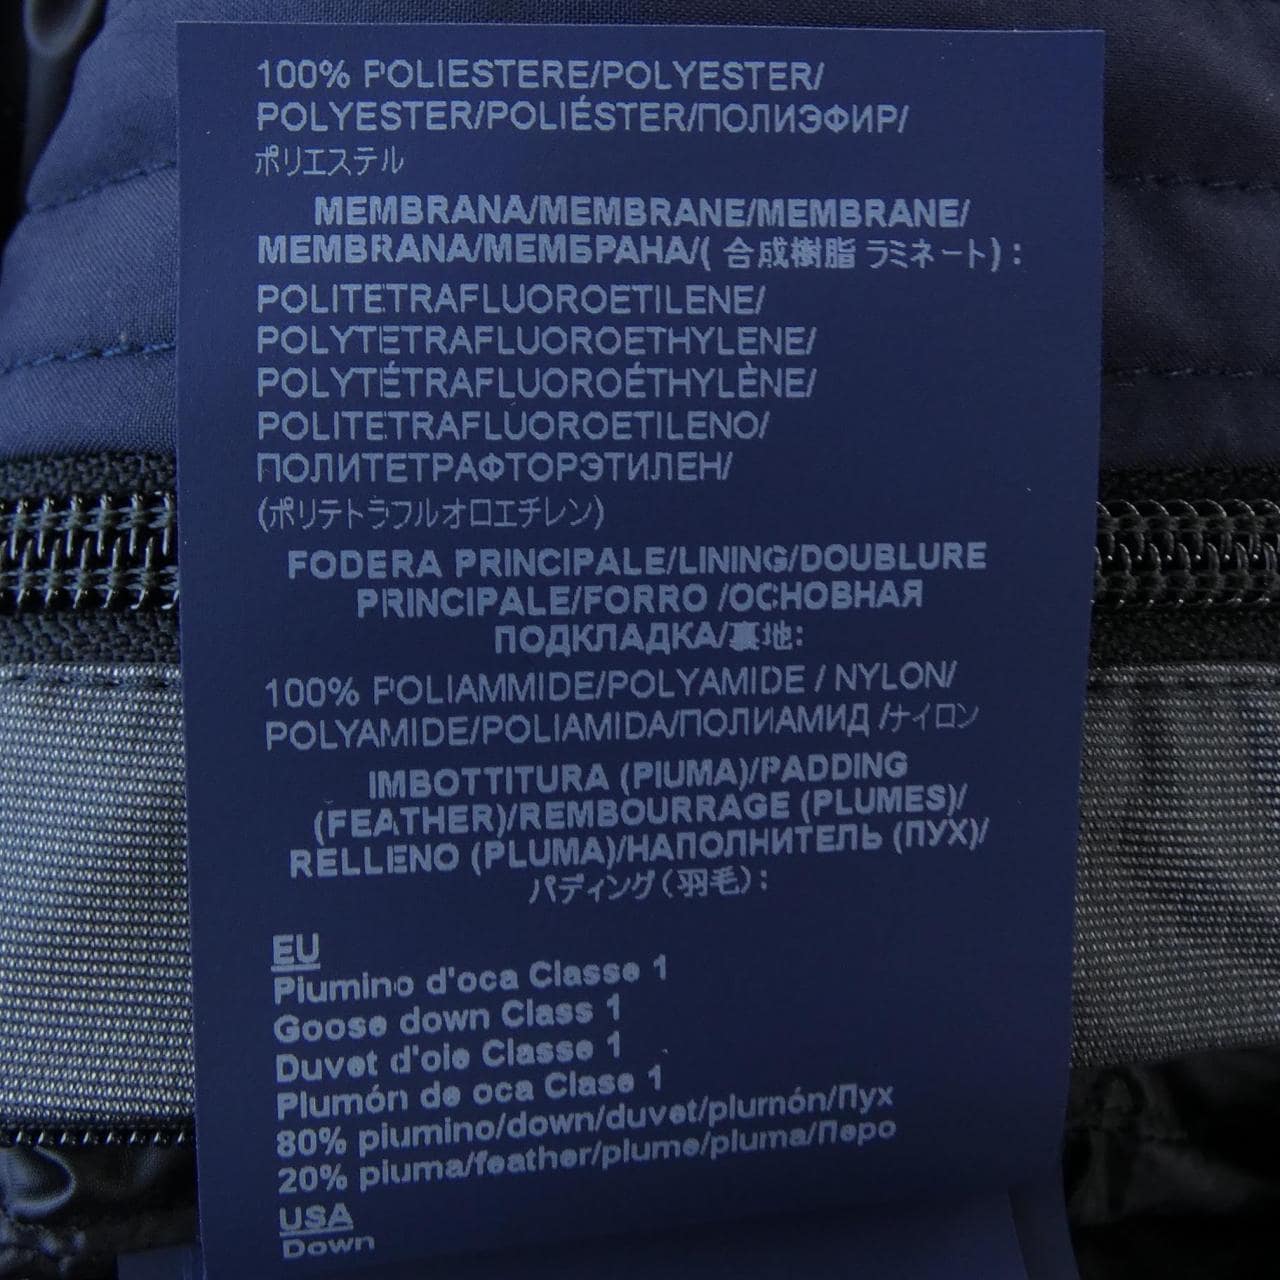 100% POLIESTERE/POLYESTER/
POLYESTER/POLIÉSTER/ПОЛИЭФИР/
ポリエステル
MEMBRANA/MEMBRANE/MEMBRANE/
MEMBRANA/МЕМБРАНА/( 合成樹脂 ラミネート) :
POLITETRAFLUOROETILENE/
POLYTETRAFLUOROETHYLENE/
POLYTÉTRAFLUOROÉTHYLÈNE/
POLITETRAFLUOROETILENO/
ПОЛИТЕТРАФТОРЭТИЛЕН/
(ポリテトラフルオロエチレン)
FODERA PRINCIPALE/LINING/DOUBLURE
PRINCIPALE/FORRO /ОСНОВНАЯ
ПОДКЛАДКА/裏地:
100% POLIAMMIDE/POLYAMIDE / NYLON/
POLYAMIDE/POLIAMIDA/ПОЛИАМИД /ナイロン
IMBOTTITURA (PIUMA)/PADDING
(FEATHER)/REMBOURRAGE (PLUMES)/
RELLENO (PLUMA)/НАПОЛНИТЕЛЬ (ПУХ)/
パディング (羽毛) :
EU
Piumino d'oca Classe 1
Goose down Class 1
Duvet d'oie Classe 1
Plumón de oca Clase 1
80% piumino/down/duvet/plumón/Пух
20% piuma/feather/plume/pluma/Перо
USA
Down